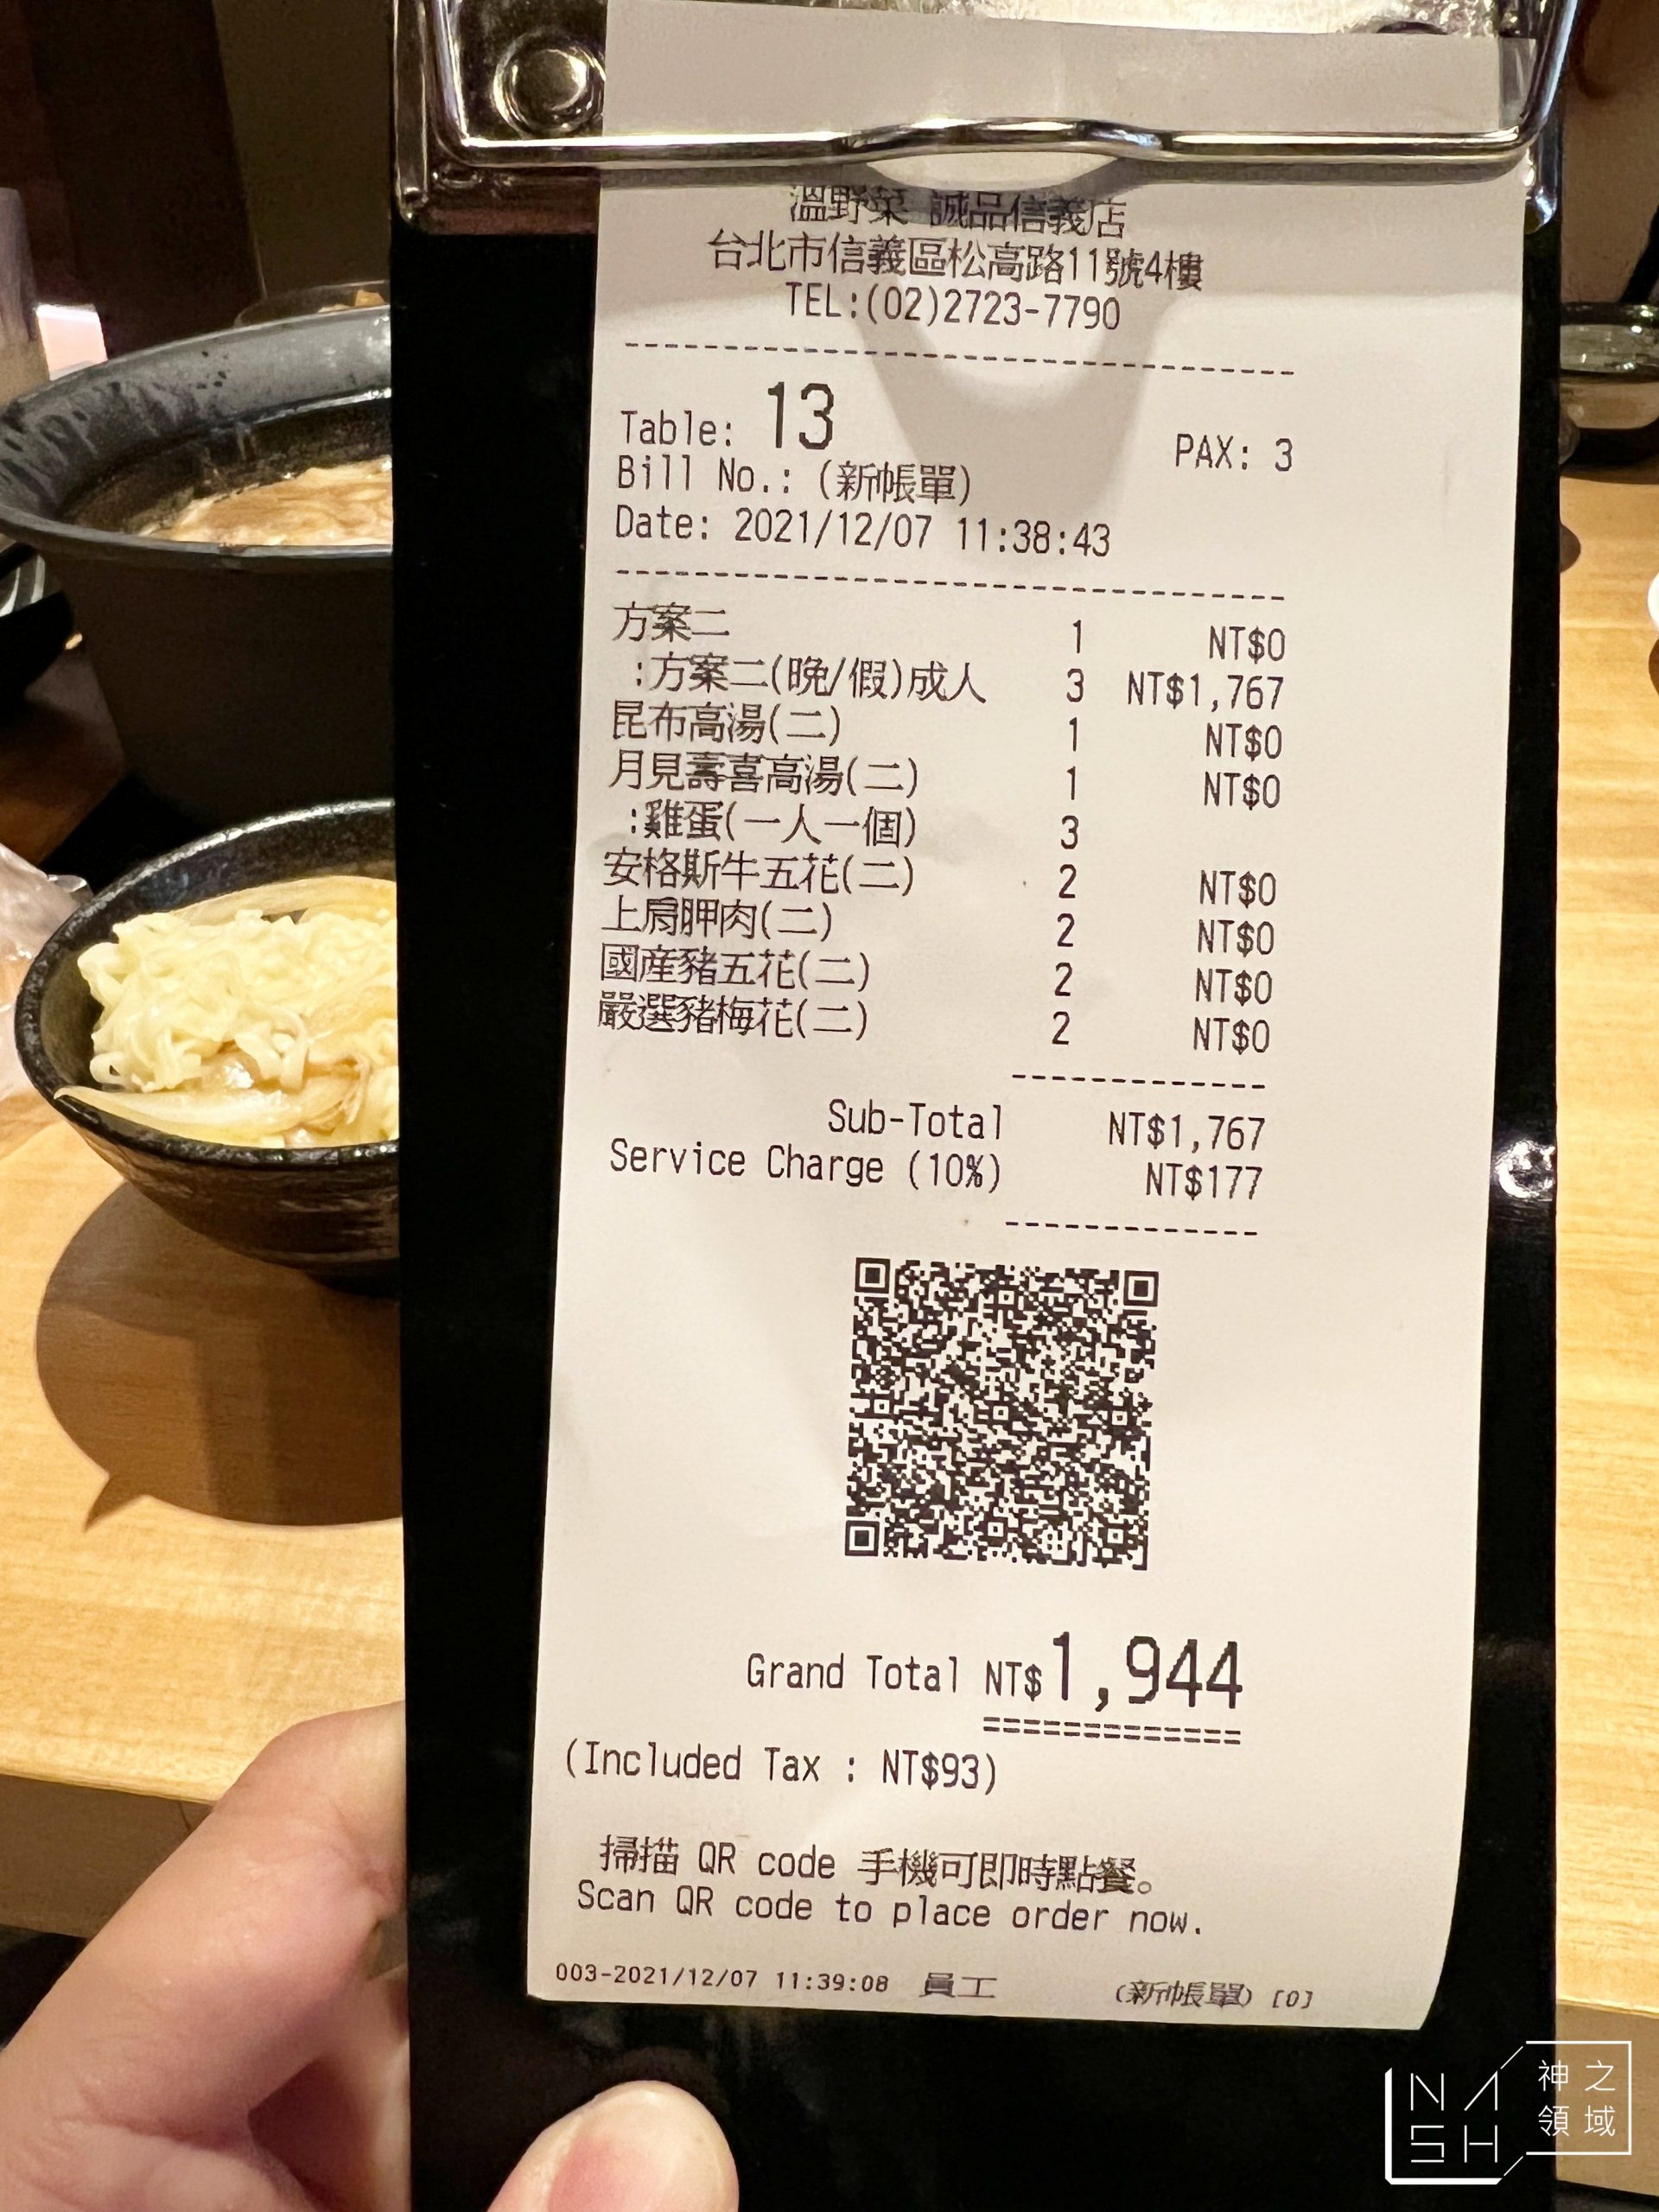 溫野菜 誠品信義店
台北市信義區松高路11號4樓
TEL:(02)2723-7790
Table: 13 PAX: 3
Bill No.: (新帳單)
Date: 2021/12/07 11:38:43
方案二 1 NT$0
:方案二(晚/假)成人 3 NT$1,767
昆布高湯(二) 1 NT$0
月見壽喜高湯(二) 1 NT$0
:雞蛋(一人一個) 3
安格斯牛五花(二) 2 NT$0
上肩胛肉(二) 2 NT$0
國產豬五花(二) 2 NT$0
嚴選豬梅花(二) 2 NT$0
Sub-Total NT$1,767
Service Charge (10%) NT$177
Grand Total NT$1,944
(Included Tax : NT$93)
掃描 QR code 手機可即時點餐。
Scan QR code to place order now.
003-2021/12/07 11:39:08 員工 (新帳單) [0]
NASH 神之領域